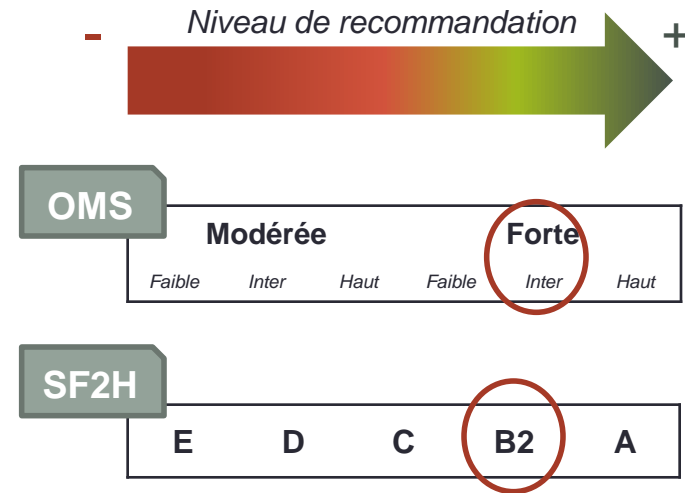 Niveau de recommandation
- +
OMS
Modérée Forte
Faible Inter Haut Faible Inter Haut
SF2H
E D C B2 A